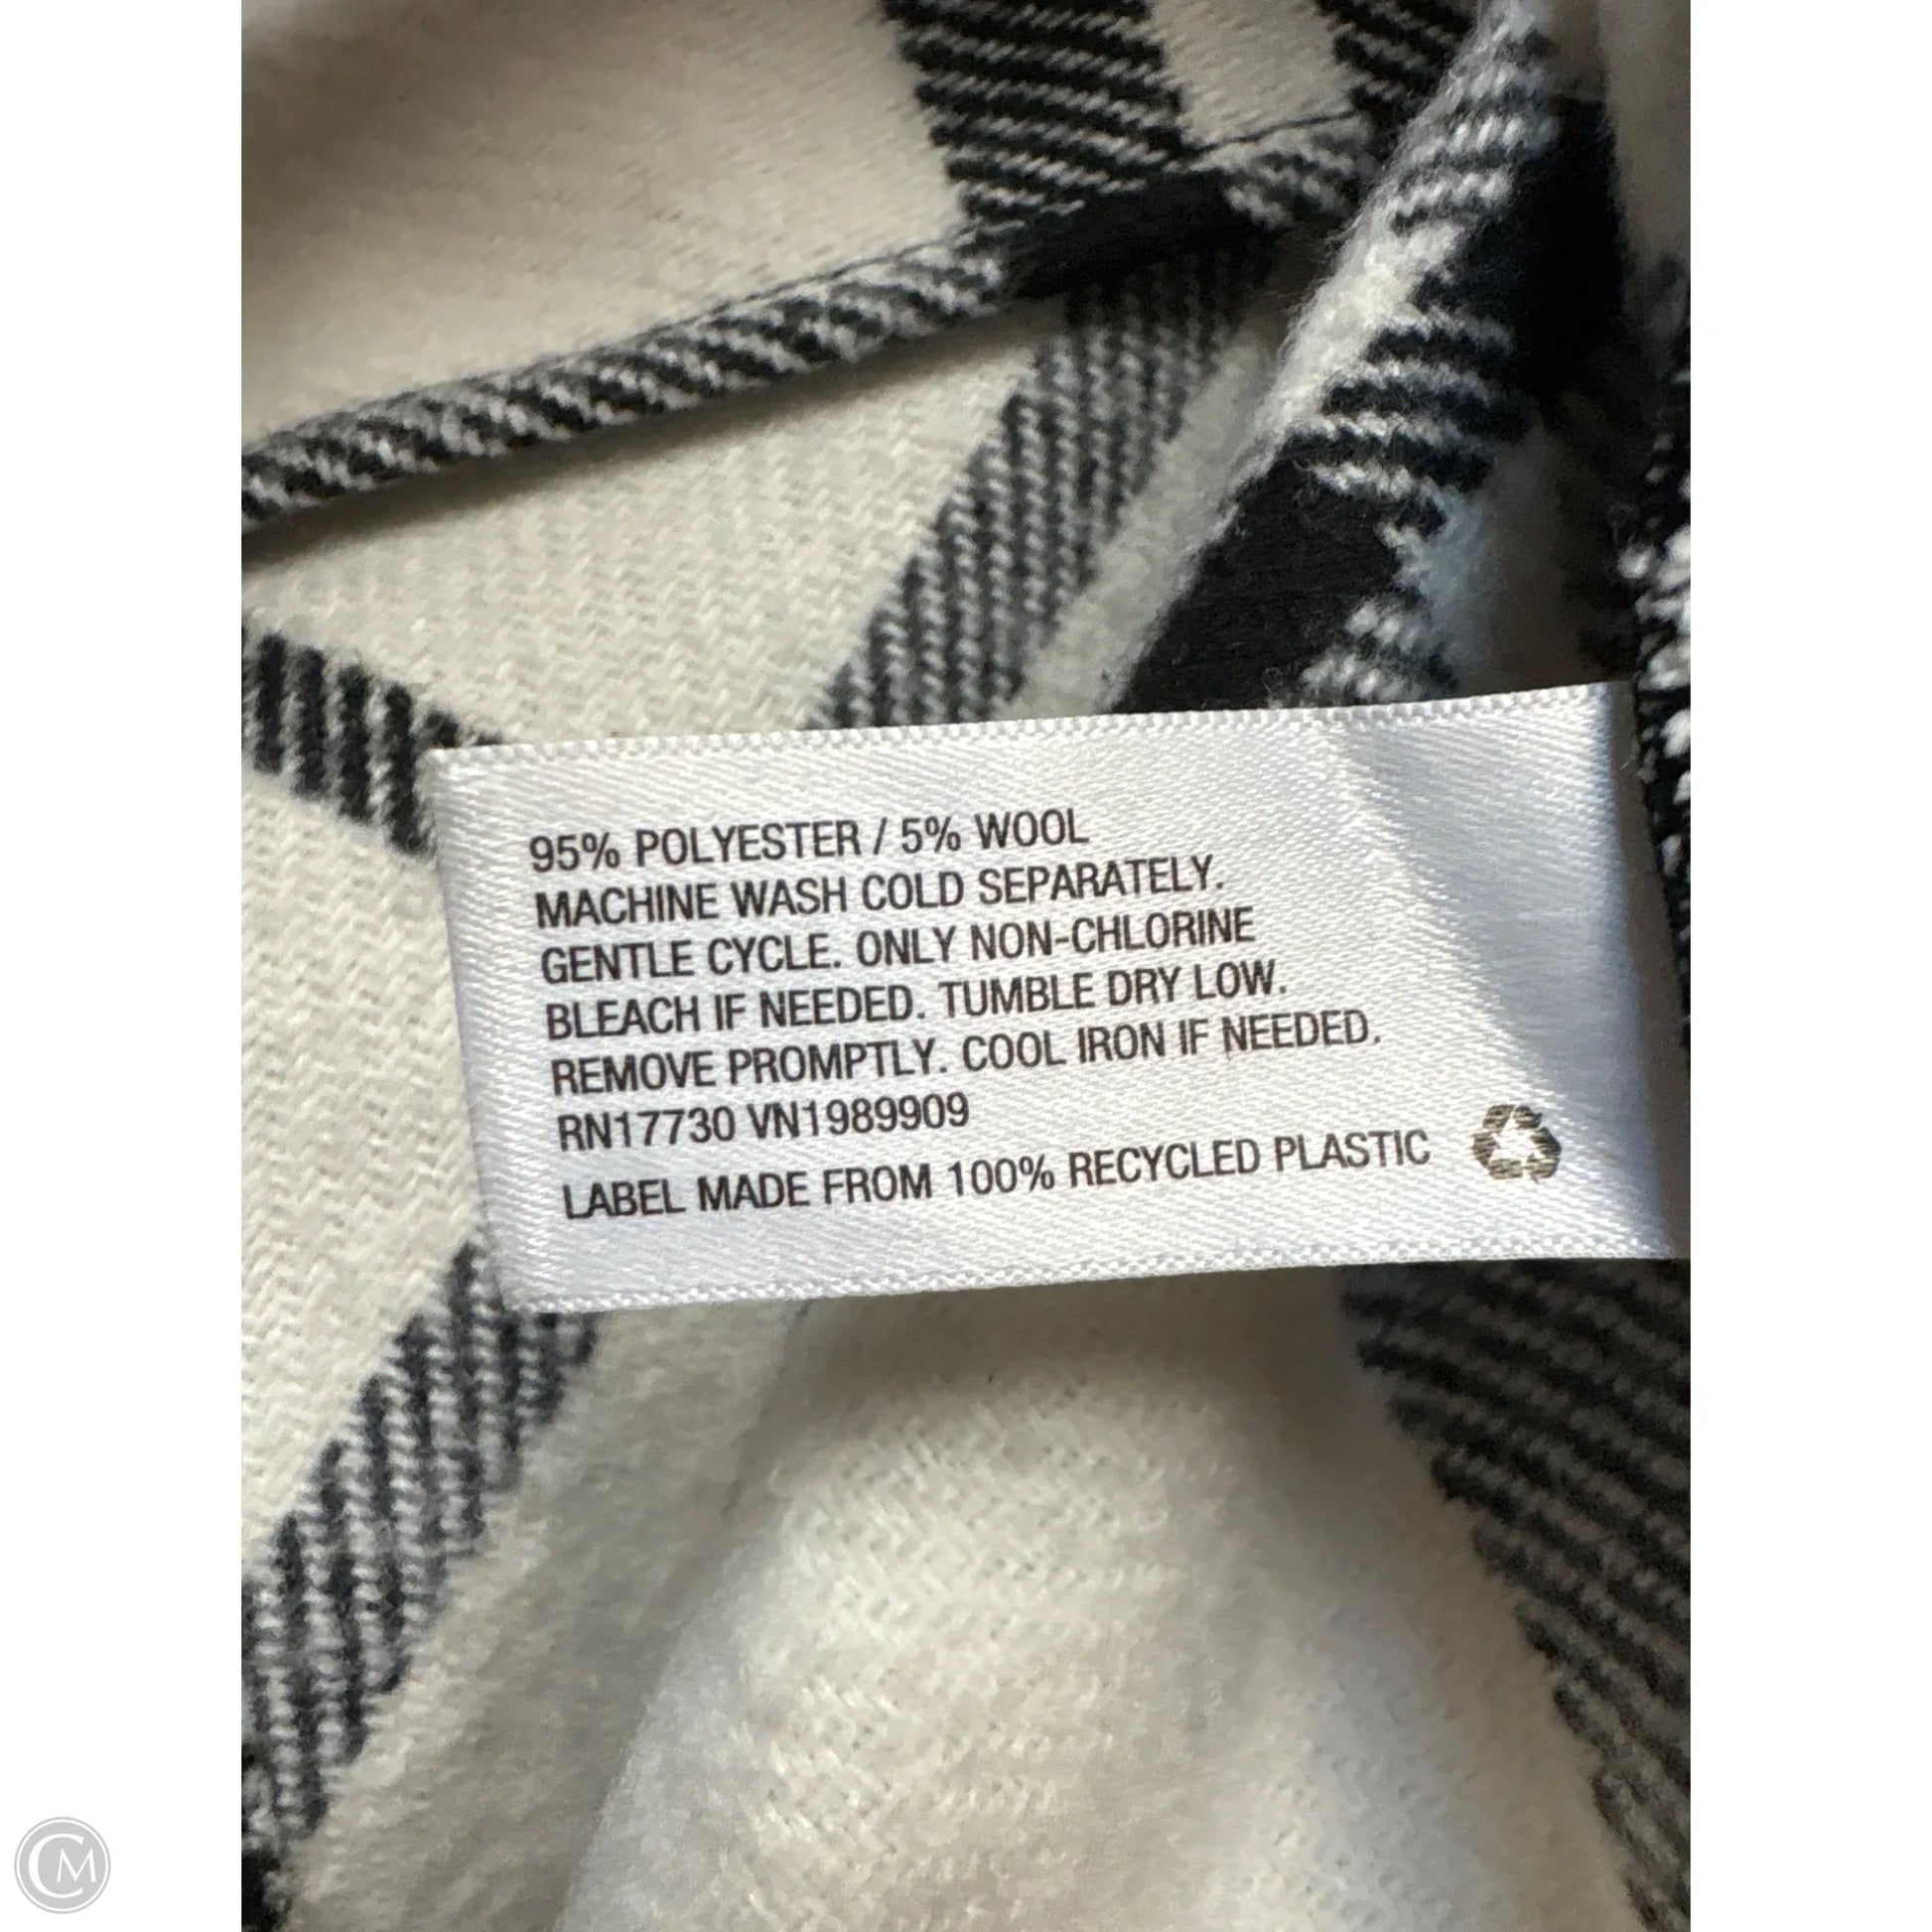 95% POLYESTER / 5% WOOL
MACHINE WASH COLD SEPARATELY.
GENTLE CYCLE. ONLY NON-CHLORINE
BLEACH IF NEEDED. TUMBLE DRY LOW.
REMOVE PROMPTLY. COOL IRON IF NEEDED.
RN17730 VN1989909
LABEL MADE FROM 100% RECYCLED PLASTIC
CM